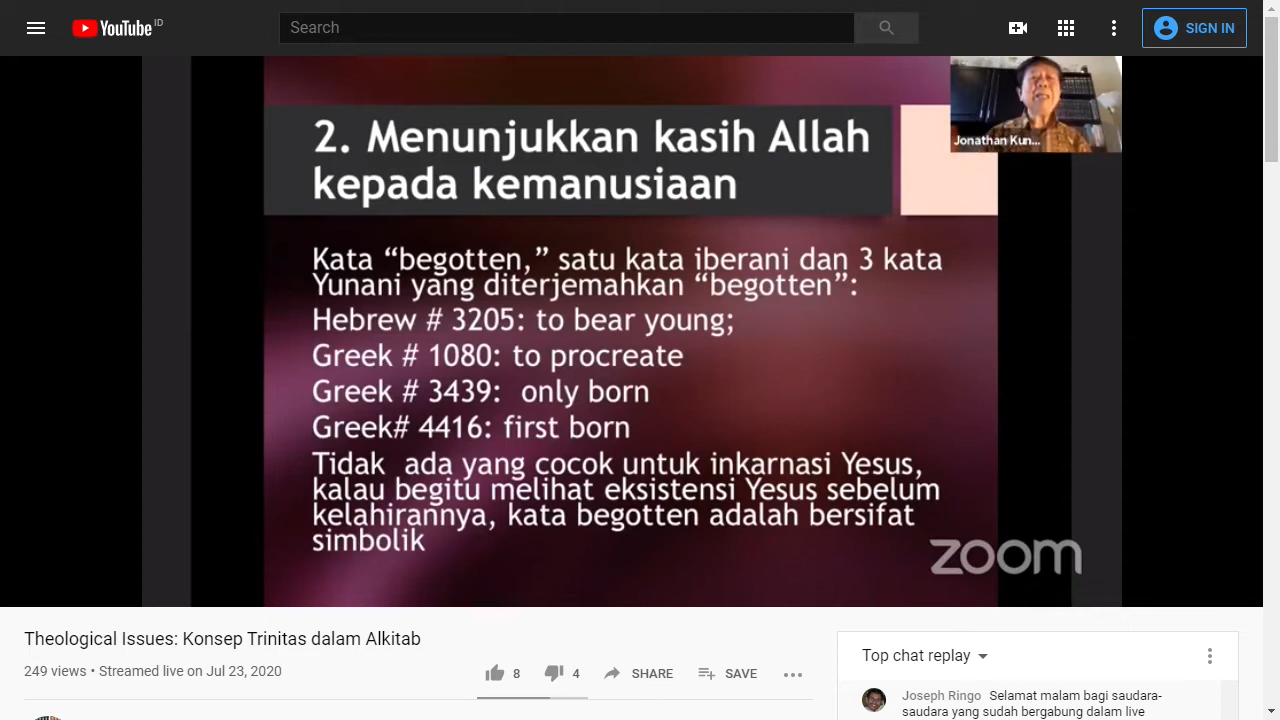 YouTube ID
Search
SIGN IN
Jonathan Kun...
2. Menunjukkan kasih Allah
kepada kemanusiaan
Kata “begotten,” satu kata iberani dan 3 kata
Yunani yang diterjemahkan “begotten”:
Hebrew # 3205: to bear young;
Greek # 1080: to procreate
Greek # 3439: only born
Greek# 4416: first born
Tidak ada yang cocok untuk inkarnasi Yesus,
kalau begitu melihat eksistensi Yesus sebelum
kelahirannya, kata begotten adalah bersifat
simbolik
zoom
Theological Issues: Konsep Trinitas dalam Alkitab
249 views • Streamed live on Jul 23, 2020
8
4
SHARE
SAVE
Top chat replay
Joseph Ringo Selamat malam bagi saudara-
saudara yang sudah bergabung dalam live